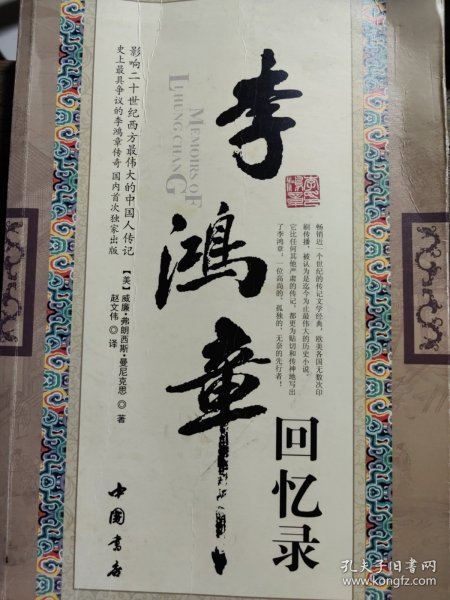 李鸿章
回忆录
MEMOIRS OF
LI HUNG CHANG
影响二十世纪西方最伟大的中国人传记
史上最具争议的李鸿章传奇 国内首次独家出版
畅销近一个世纪的传记文学经典，欧美各国无数次印
刷传播，被认为是迄今为止最伟大的历史小说。
它比任何其他严肃的传记，都更为贴切和传神地写出
了李鸿章，一位高高的，孤独的，无奈的先行者！
【美】威廉·弗朗西斯·曼尼克思 ◎ 著
赵文伟 ◎ 译
中国书店
孔夫子旧书网
www.kongfz.com